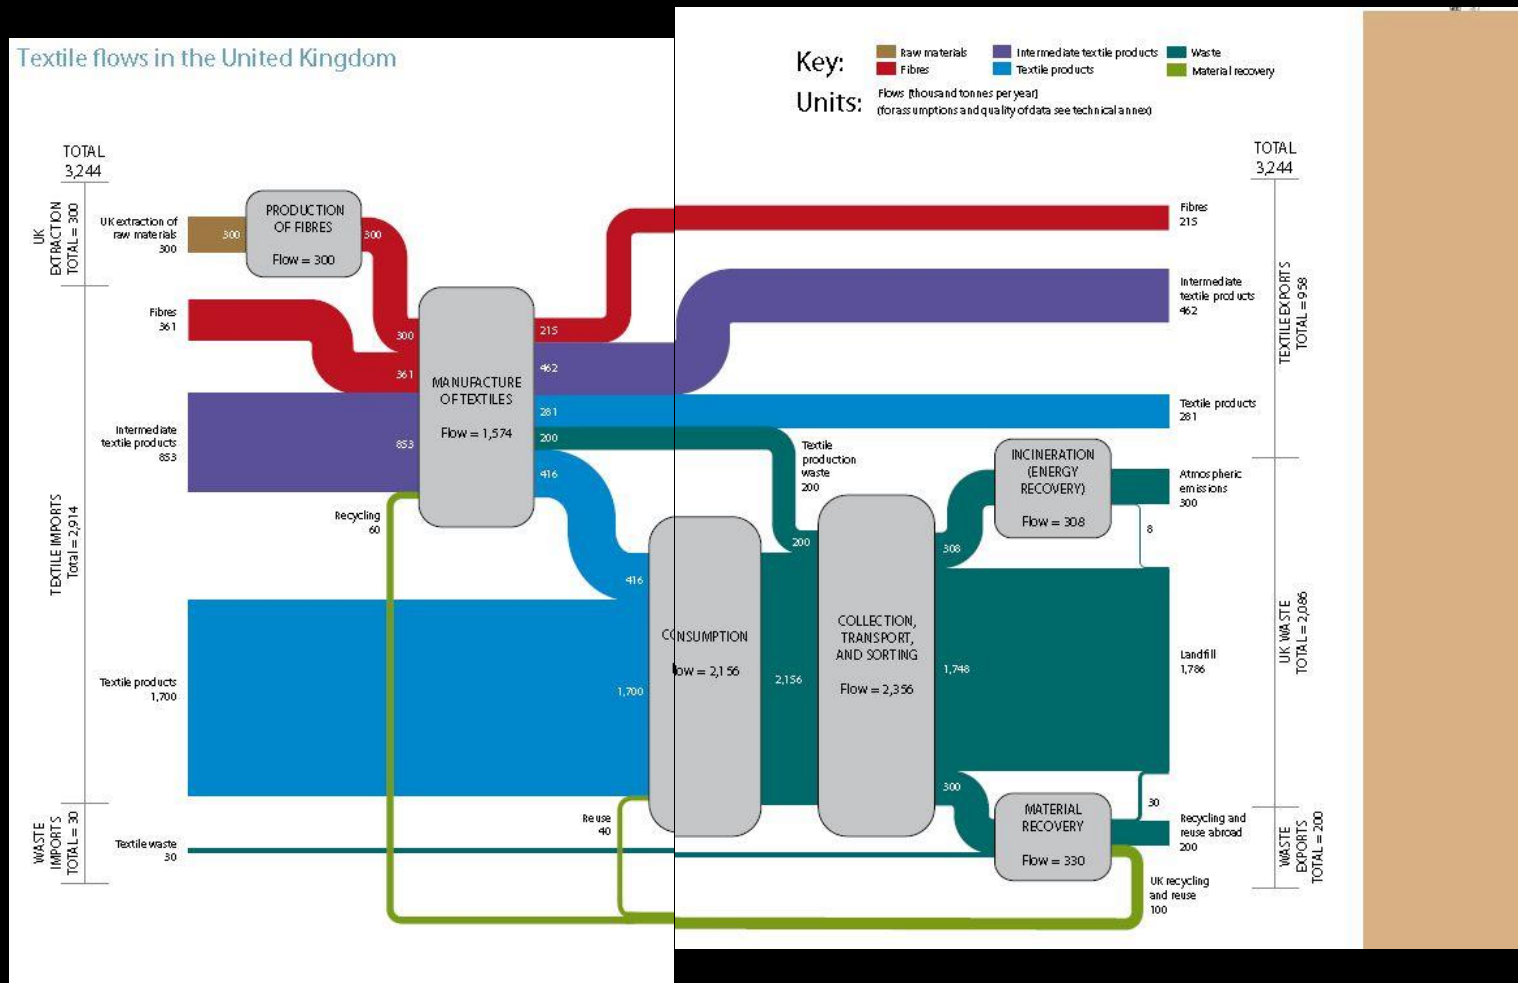 Textile flows in the United Kingdom
Key:
Raw materials
Fibres
Intermediate textile products
Textile products
Waste
Material recovery
Units:
Flows (thousand tonnes per year)
(for assumptions and quality of data see technical annex)
TOTAL
3,244
UK
EXTRACTION
TOTAL = 300
TEXTILE IMPORTS
Total = 2,914
WASTE
IMPORTS
TOTAL = 30
UK extraction of
raw materials
300
300
PRODUCTION
OF FIBRES
Flow = 300
300
Fibres
361
300
361
Intermediate
textile products
853
853
MANUFACTURE
OF TEXTILES
Flow = 1,574
215
462
281
200
416
Recycling
60
Textile products
1,700
416
1,700
CONSUMPTION
low = 2,156
Reuse
40
Textile waste
30
2,156
Textile
production
waste
200
200
COLLECTION,
TRANSPORT,
AND SORTING
Flow = 2,356
308
1,748
300
INCINERATION
(ENERGY
RECOVERY)
Flow = 308
MATERIAL
RECOVERY
Flow = 330
TOTAL
3,244
Fibres
215
Intermediate
textile products
462
Textile products
281
Atmospheric
emissions
300
8
Landfill
1,786
30
Recycling and
reuse abroad
200
UK recycling
and reuse
100
TEXTILE EXPORTS
TOTAL = 958
UK WASTE
TOTAL = 2,086
WASTE
EXPORTS
TOTAL = 200